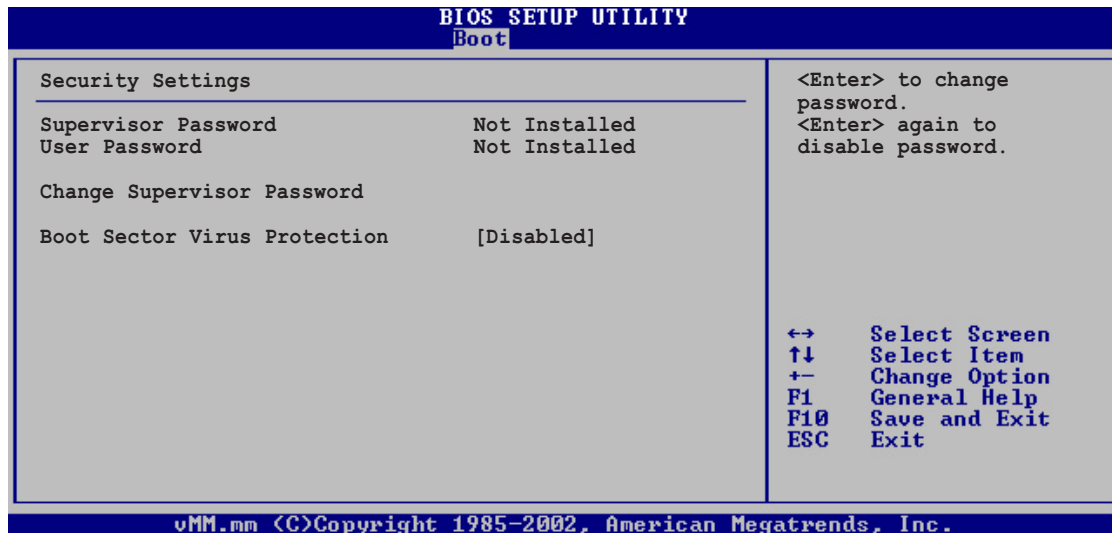 BIOS SETUP UTILITY
Boot
Security Settings
Supervisor Password Not Installed
User Password Not Installed
Change Supervisor Password
Boot Sector Virus Protection [Disabled]
<Enter> to change
password.
<Enter> again to
disable password.
←→ Select Screen
↑↓ Select Item
+- Change Option
F1 General Help
F10 Save and Exit
ESC Exit
vMM.mm (C)Copyright 1985-2002, American Megatrends, Inc.